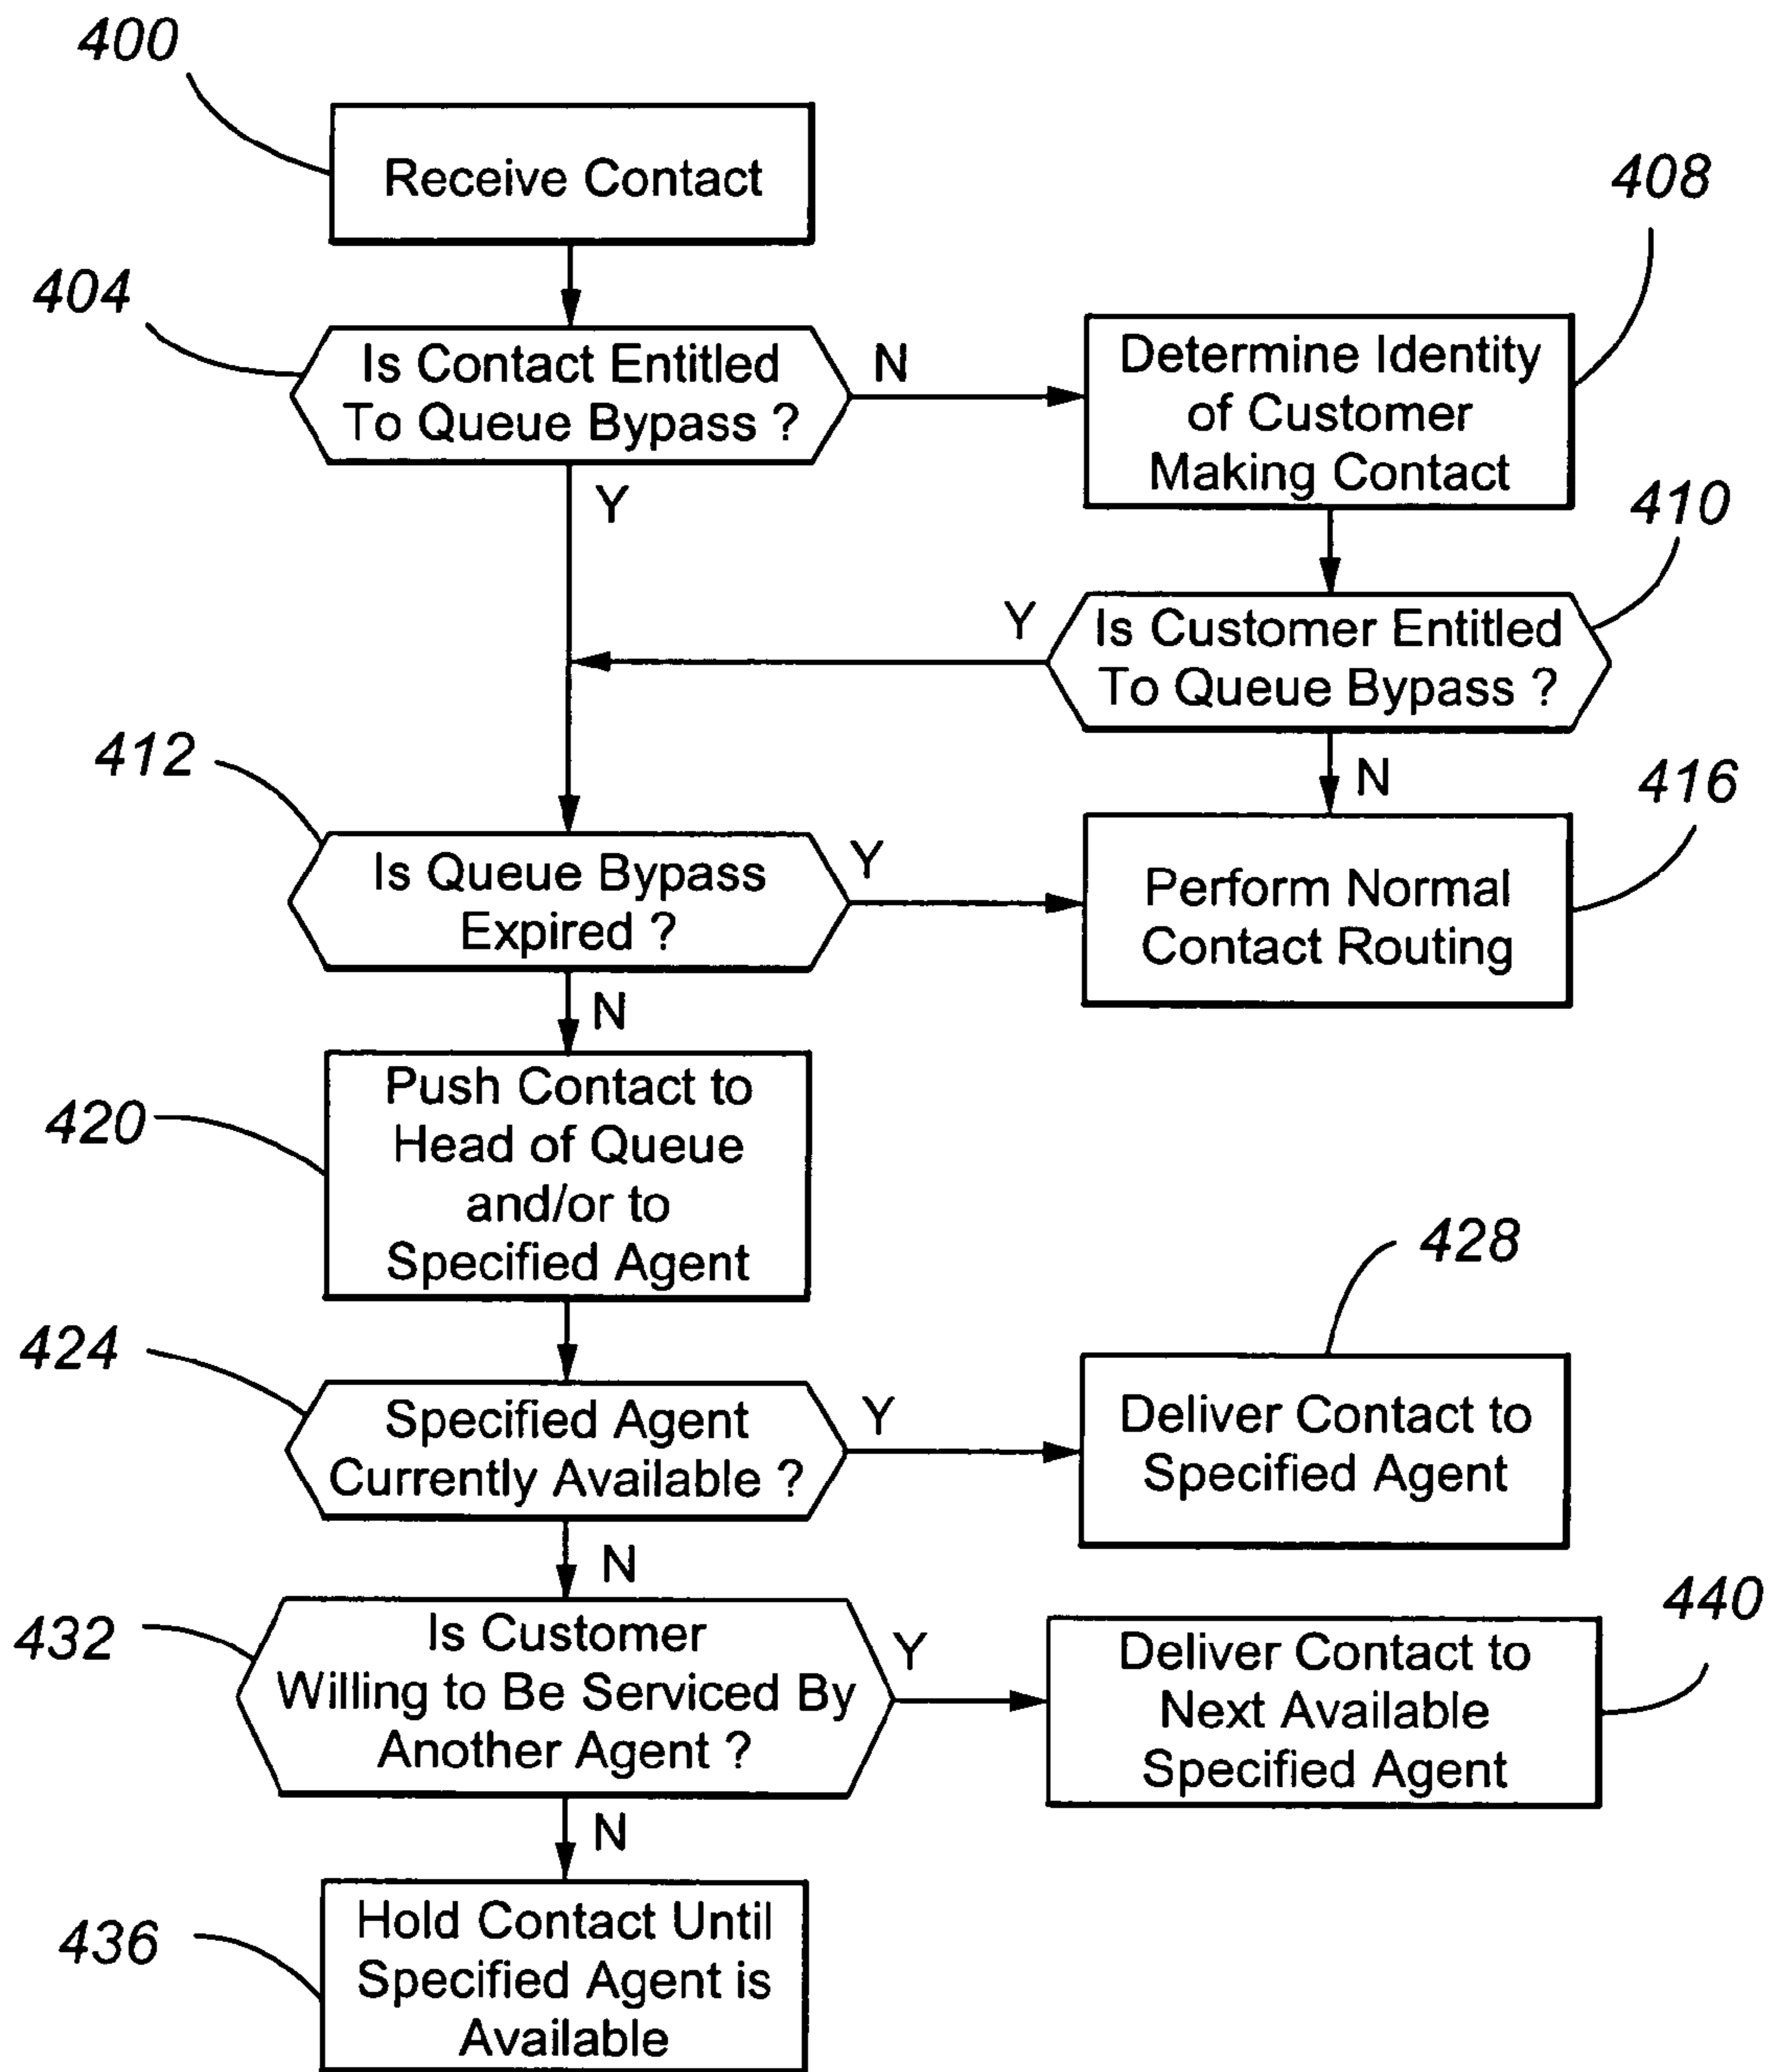 400
Receive Contact
408
404
Is Contact Entitled
To Queue Bypass ?
N
Determine Identity
of Customer
Making Contact
Y
410
Y
Is Customer Entitled
To Queue Bypass ?
N
412
416
Is Queue Bypass
Expired ?
Y
Perform Normal
Contact Routing
N
420
Push Contact to
Head of Queue
and/or to
Specified Agent
428
424
Specified Agent
Currently Available ?
Y
Deliver Contact to
Specified Agent
N
432
Is Customer
Willing to Be Serviced By
Another Agent ?
Y
440
Deliver Contact to
Next Available
Specified Agent
N
436
Hold Contact Until
Specified Agent is
Available